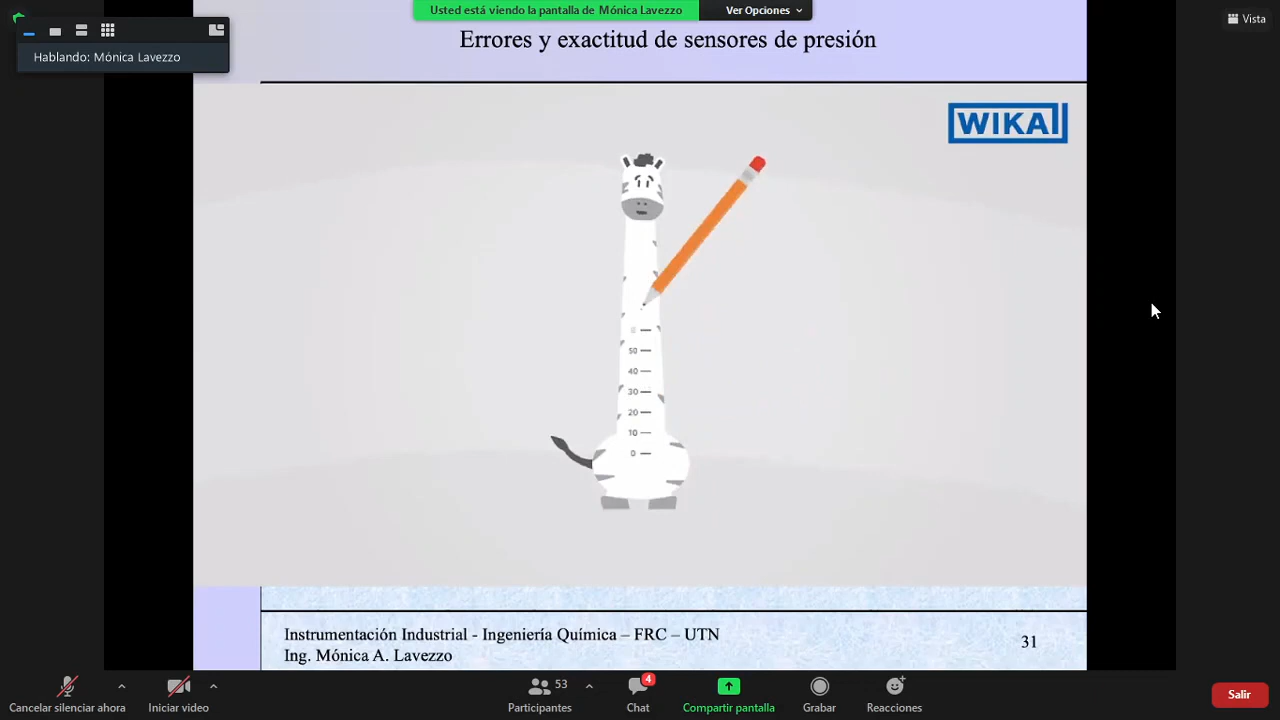 Usted está viendo la pantalla de Mónica Lavezzo
Ver Opciones
Vista
Hablando: Mónica Lavezzo
Errores y exactitud de sensores de presión
WIKA
50
40
30
20
10
0
Instrumentación Industrial - Ingeniería Química – FRC – UTN
Ing. Mónica A. Lavezzo
31
Cancelar silenciar ahora
Iniciar video
53
Participantes
4
Chat
Compartir pantalla
Grabar
Reacciones
Salir